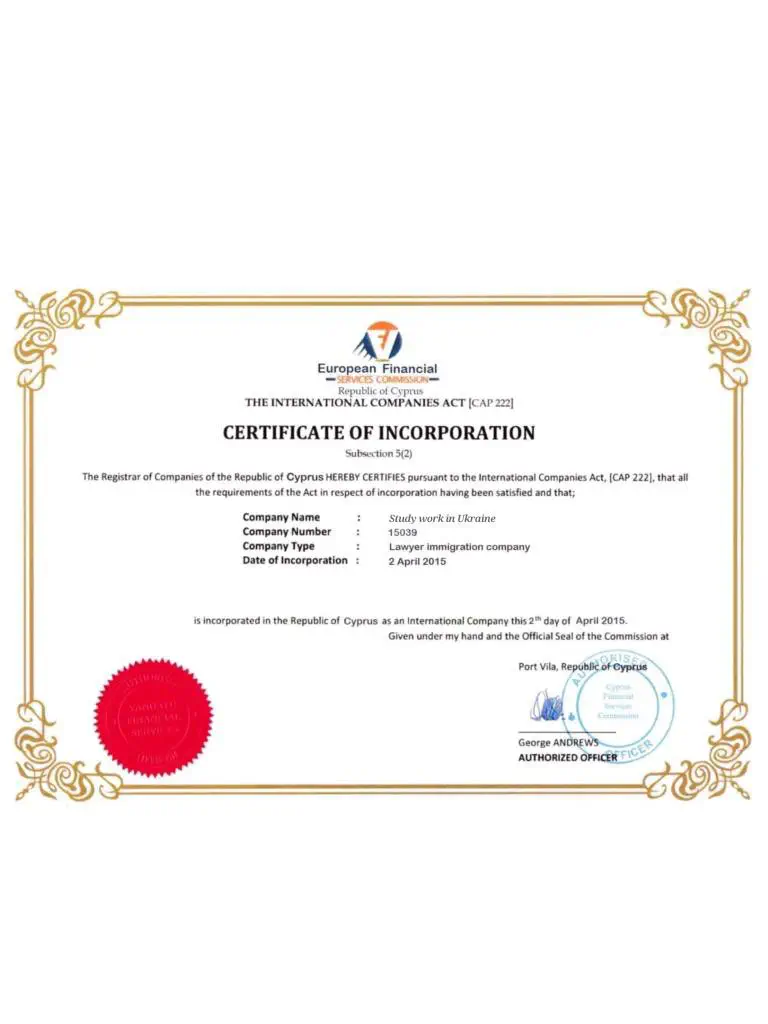 European Financial
SERVICES COMMISSION
Republic of Cyprus
THE INTERNATIONAL COMPANIES ACT [CAP 222]
CERTIFICATE OF INCORPORATION
Subsection 5(2)
The Registrar of Companies of the Republic of Cyprus HEREBY CERTIFIES pursuant to the International Companies Act, [CAP 222], that all
the requirements of the Act in respect of incorporation having been satisfied and that;
Company Name : Study work in Ukraine
Company Number : 15039
Company Type : Lawyer immigration company
Date of Incorporation : 2 April 2015
is incorporated in the Republic of Cyprus as an International Company this 2th day of April 2015.
Given under my hand and the Official Seal of the Commission at
Port Vila, Republic of Cyprus
AUTHORISED
Cyprus
Financial
Services
Commission
OFFICER
George ANDREWS
AUTHORIZED OFFICER
VANUATU
FINANCIAL
SERVICES
OFFICER